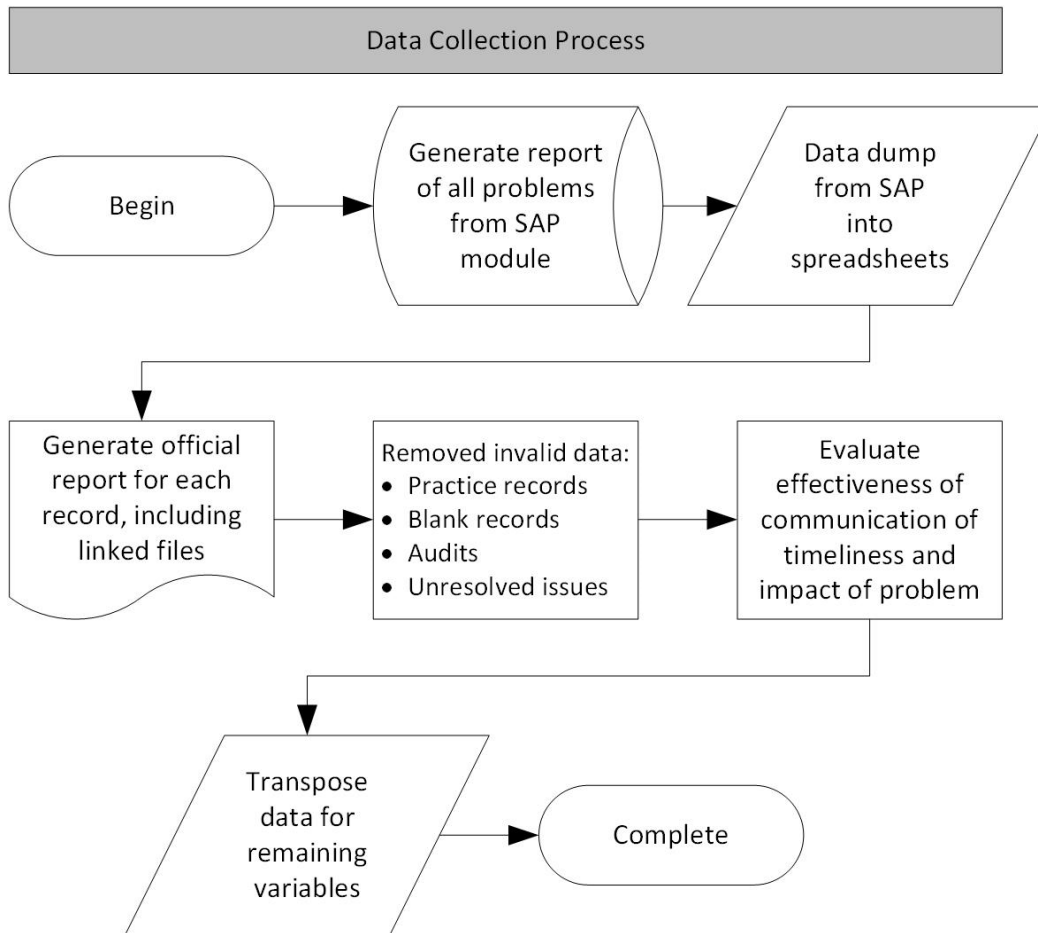 Data Collection Process
Begin
Generate report
of all problems
from SAP
module
Data dump
from SAP
into
spreadsheets
Generate official
report for each
record, including
linked files
Removed invalid data:
• Practice records
• Blank records
• Audits
• Unresolved issues
Evaluate
effectiveness of
communication of
timeliness and
impact of problem
Transpose
data for
remaining
variables
Complete